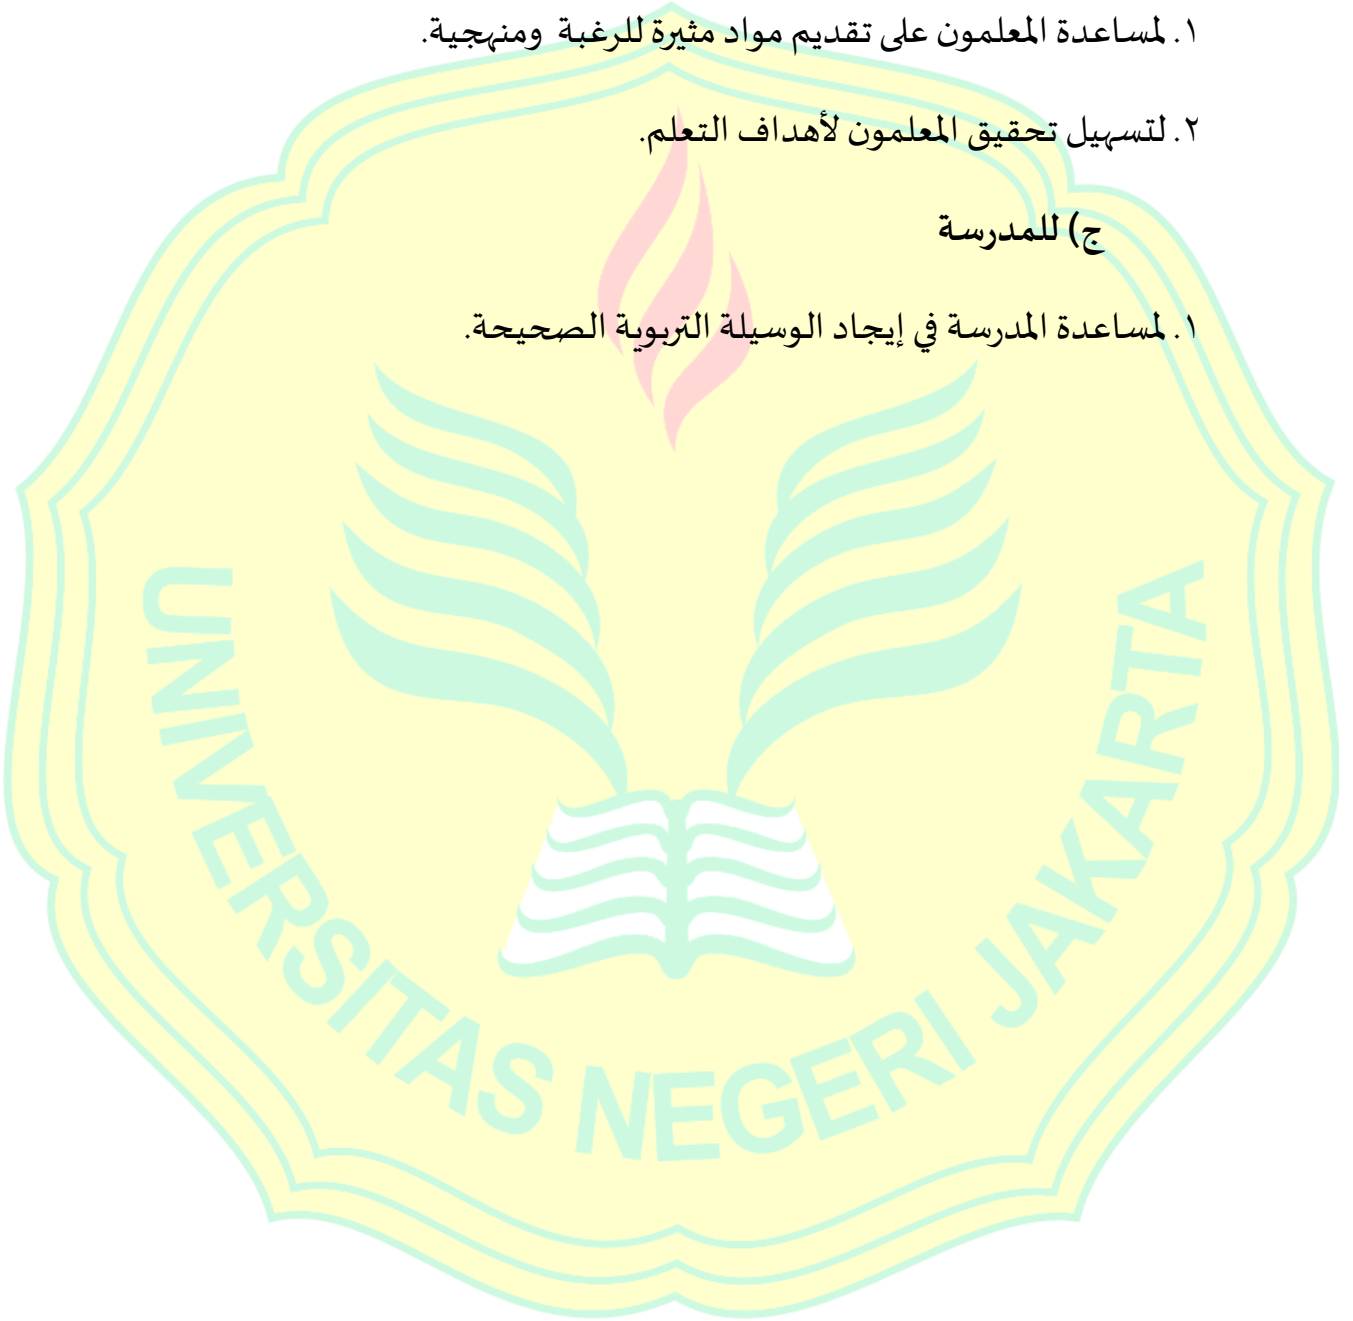 ١. لمساعدة المعلمون على تقديم مواد مثيرة للرغبة ومنهجية.
٢. لتسهيل تحقيق المعلمون لأهداف التعلم.
ج) للمدرسة
١. لمساعدة المدرسة في إيجاد الوسيلة التربوية الصحيحة.
UNIVERSITAS NEGERI JAKARTA